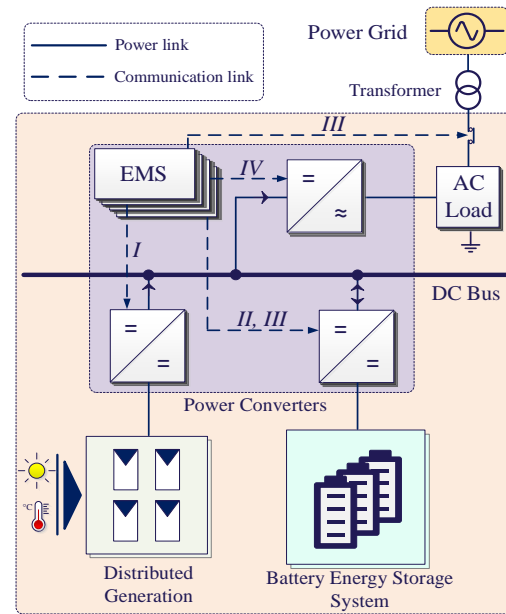 Power link
Communication link
Power Grid
Transformer
III
EMS
IV
=
≈
AC
Load
I
DC Bus
=
=
II, III
=
=
Power Converters
°C
Distributed
Generation
Battery Energy Storage
System